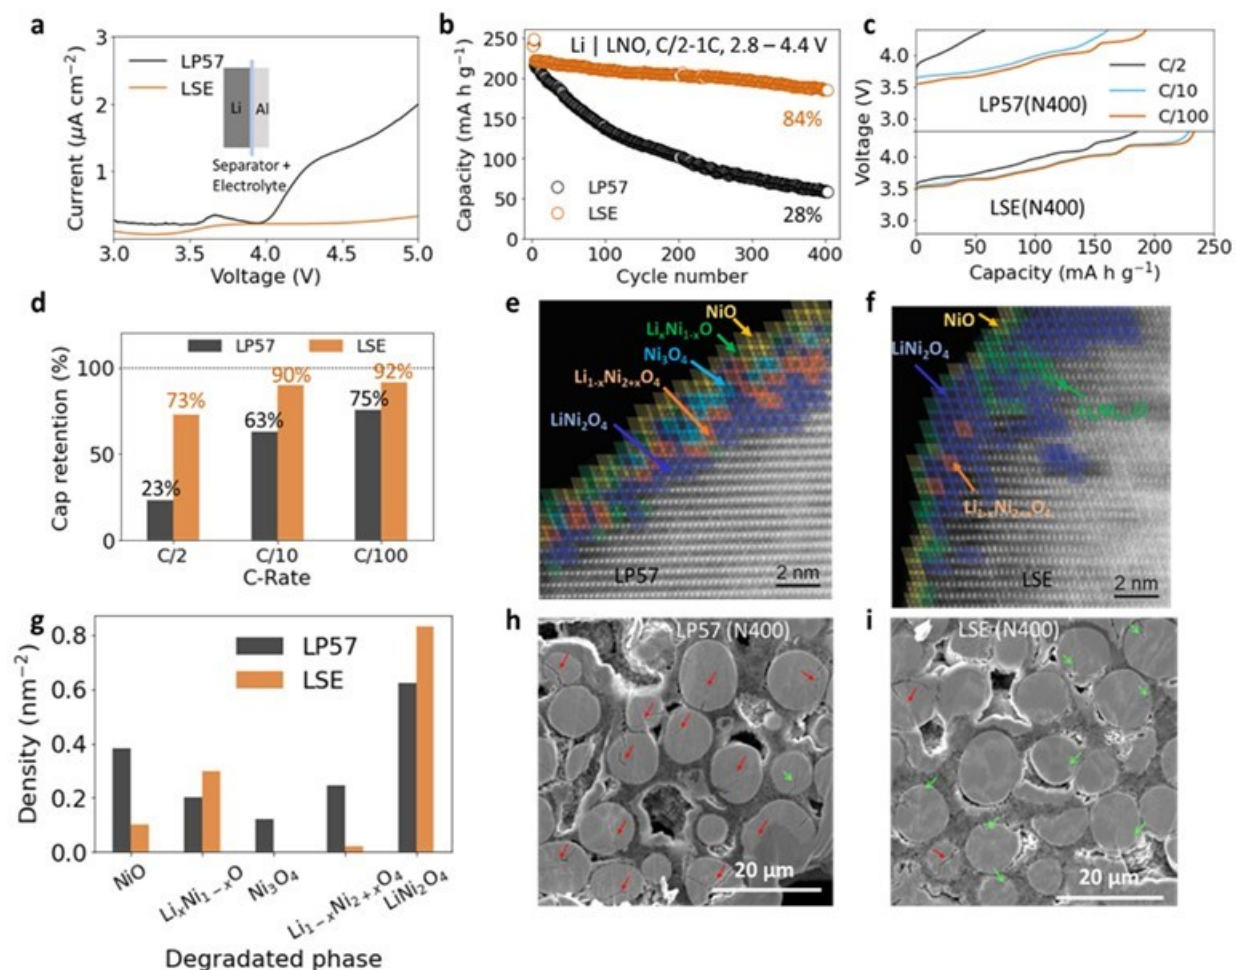 a
3
2
1
Current (μA cm⁻²)
LP57
LSE
Li
Al
Separator +
Electrolyte
3.0 3.5 4.0 4.5 5.0
Voltage (V)
b
250
200
150
100
50
0
Capacity (mA h g⁻¹)
Li | LNO, C/2-1C, 2.8 – 4.4 V
84%
LP57
LSE
28%
0 100 200 300 400
Cycle number
c
4.0
3.5
3.0
4.0
3.5
3.0
Voltage (V)
C/2
C/10
C/100
LP57(N400)
LSE(N400)
0 50 100 150 200 250
Capacity (mA h g⁻¹)
d
100
50
0
Cap retention (%)
LP57 LSE
73%
90%
92%
23%
63%
75%
C/2 C/10 C/100
C-Rate
e
NiO
LiₓNi₁₋ₓO
Ni₃O₄
Li₁₋ₓNi₂₊ₓO₄
LiNi₂O₄
LP57
2 nm
f
NiO
LiNi₂O₄
LSE
2 nm
g
0.8
0.6
0.4
0.2
0.0
Density (nm⁻²)
LP57
LSE
NiO
LiₓNi₁₋ₓO
Ni₃O₄
Li₁₋ₓNi₂₊ₓO₄
LiNi₂O₄
Degradated phase
h
LP57 (N400)
20 μm
i
LSE (N400)
20 μm